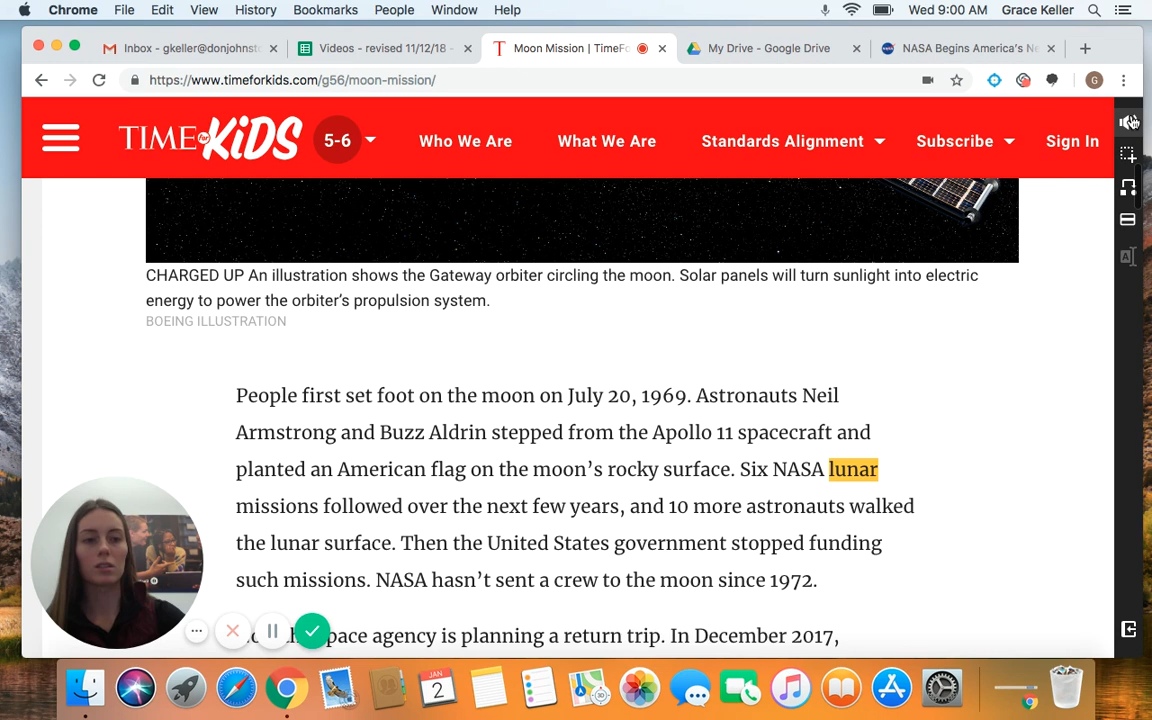 Chrome File Edit View History Bookmarks People Window Help Wed 9:00 AM Grace Keller
Inbox - gkeller@donjohnst Videos - revised 11/12/18 - Moon Mission | TimeF My Drive - Google Drive NASA Begins America's Ne
https://www.timeforkids.com/g56/moon-mission/ G
TIME for KiDS 5-6 Who We Are What We Are Standards Alignment Subscribe Sign In
CHARGED UP An illustration shows the Gateway orbiter circling the moon. Solar panels will turn sunlight into electric
energy to power the orbiter's propulsion system.
BOEING ILLUSTRATION
People first set foot on the moon on July 20, 1969. Astronauts Neil
Armstrong and Buzz Aldrin stepped from the Apollo 11 spacecraft and
planted an American flag on the moon's rocky surface. Six NASA lunar
missions followed over the next few years, and 10 more astronauts walked
the lunar surface. Then the United States government stopped funding
such missions. NASA hasn't sent a crew to the moon since 1972.
space agency is planning a return trip. In December 2017,
JAN
2